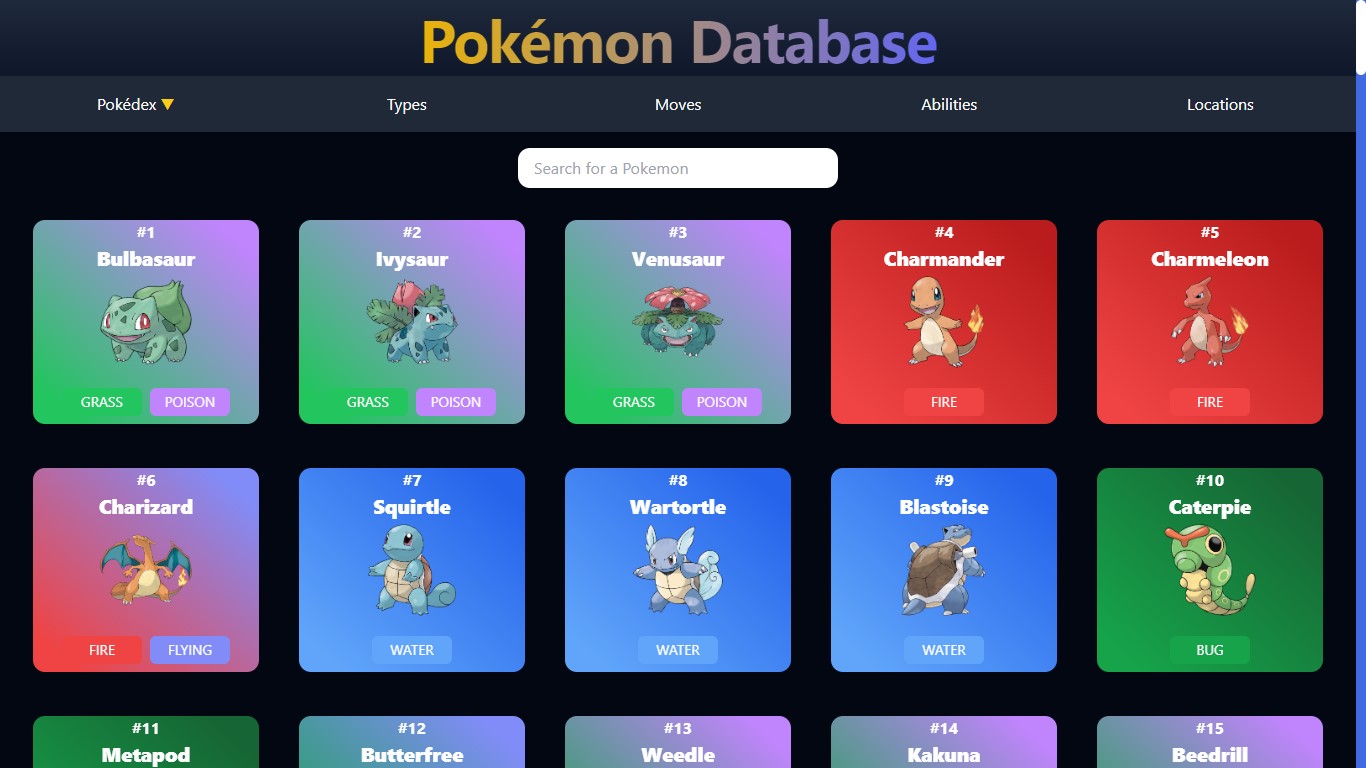 Pokémon Database
Pokédex ▼ Types Moves Abilities Locations
Search for a Pokemon
#1 #2 #3 #4 #5
Bulbasaur Ivysaur Venusaur Charmander Charmeleon
GRASS POISON GRASS POISON GRASS POISON FIRE FIRE
#6 #7 #8 #9 #10
Charizard Squirtle Wartortle Blastoise Caterpie
FIRE FLYING WATER WATER WATER BUG
#11 #12 #13 #14 #15
Metapod Butterfree Weedle Kakuna Beedrill